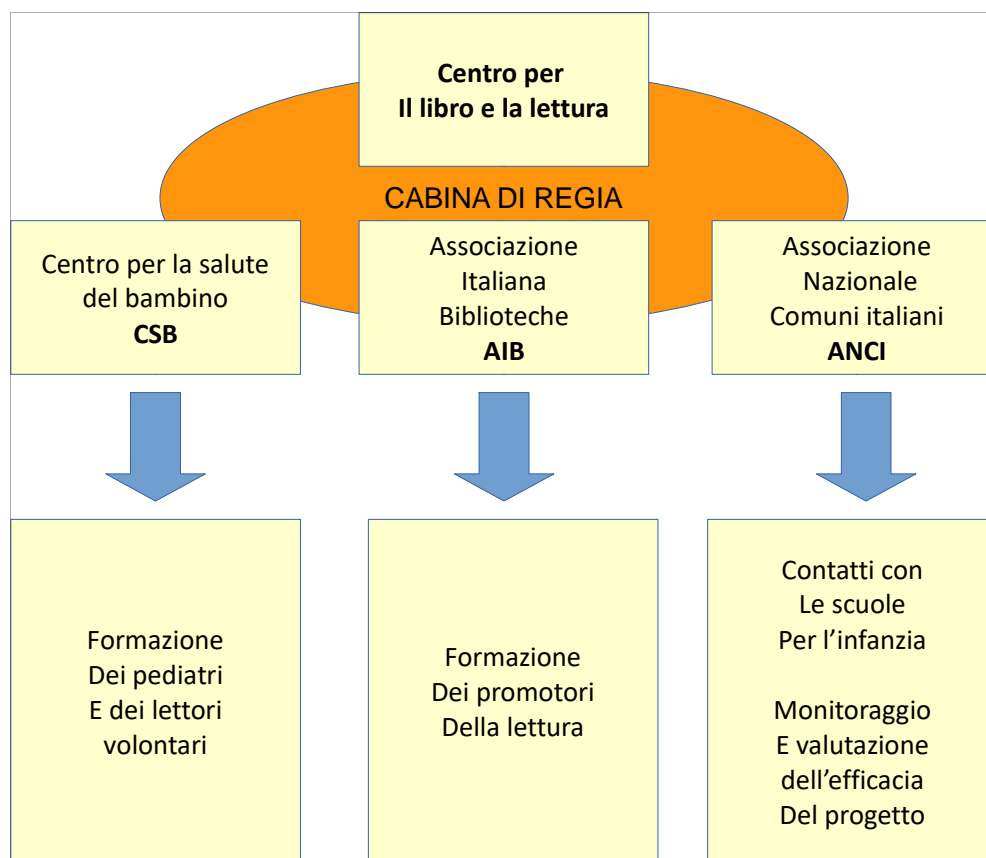 Centro per
Il libro e la lettura
CABINA DI REGIA
Centro per la salute
del bambino
CSB
Associazione
Italiana
Biblioteche
AIB
Associazione
Nazionale
Comuni italiani
ANCI
Formazione
Dei pediatri
E dei lettori
volontari
Formazione
Dei promotori
Della lettura
Contatti con
Le scuole
Per l’infanzia
Monitoraggio
E valutazione
dell’efficacia
Del progetto